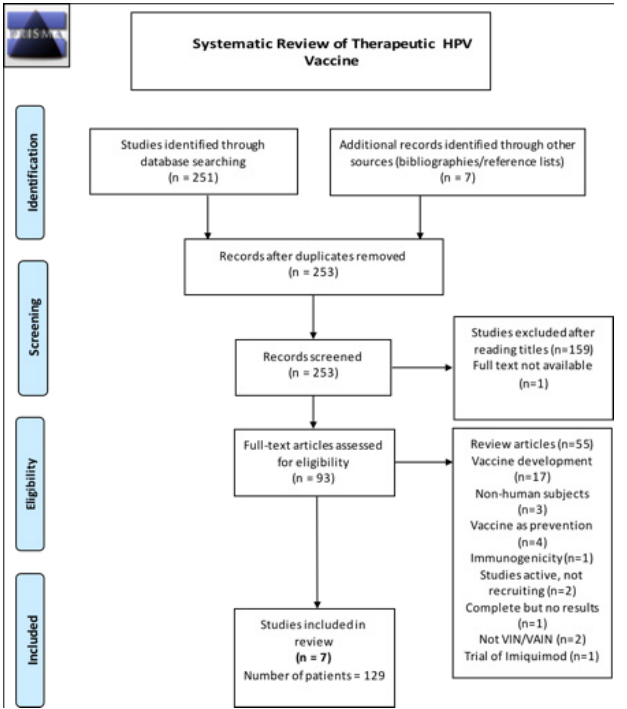 PRISMA
Systematic Review of Therapeutic HPV
Vaccine
Identification
Studies identified through
database searching
(n = 251)
Additional records identified through other
sources (bibliographies/reference lists)
(n = 7)
Records after duplicates removed
(n = 253)
Screening
Records screened
(n = 253)
Studies excluded after
reading titles (n=159)
Full text not available
(n=1)
Eligibility
Full-text articles assessed
for eligibility
(n = 93)
Review articles (n=55)
Vaccine development
(n=17)
Non-human subjects
(n=3)
Vaccine as prevention
(n=4)
Immunogenicity (n=1)
Studies active, not
recruiting (n=2)
Complete but no results
(n=1)
Not VIN/VAIN (n=2)
Trial of Imiquimod (n=1)
Included
Studies included in
review
(n = 7)
Number of patients = 129